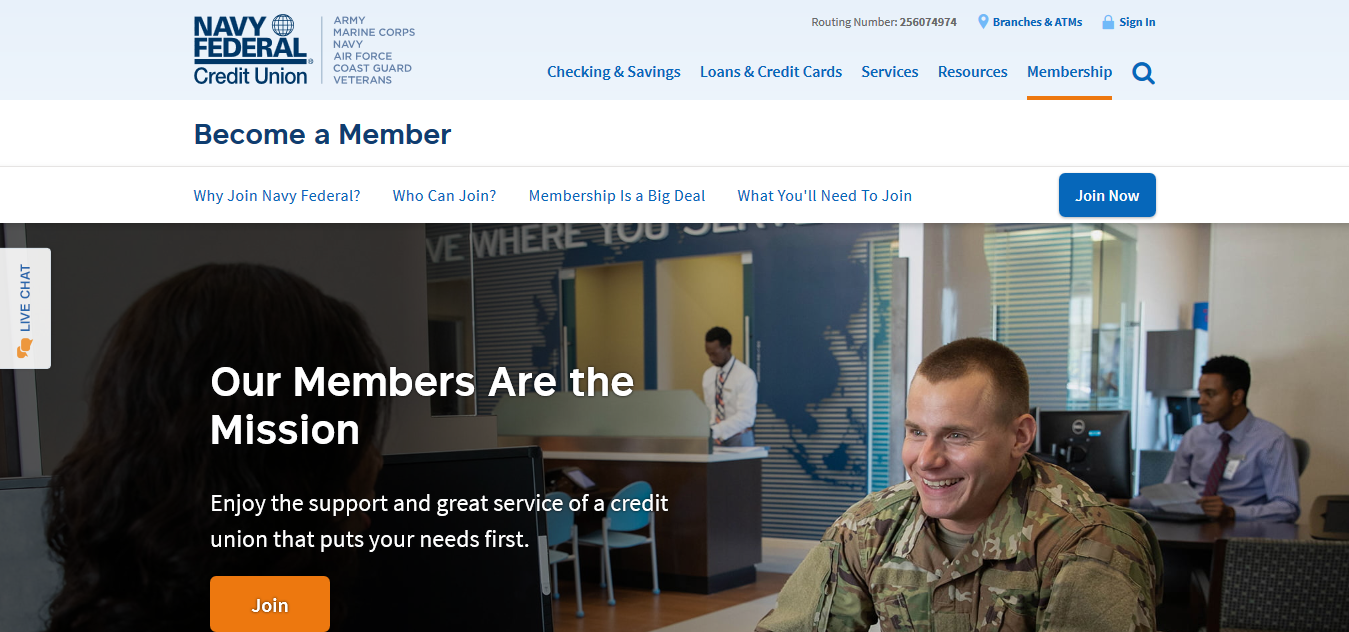 NAVY
FEDERAL®
Credit Union
ARMY
MARINE CORPS
NAVY
AIR FORCE
COAST GUARD
VETERANS
Routing Number: 256074974
Branches & ATMs
Sign In
Checking & Savings
Loans & Credit Cards
Services
Resources
Membership
Become a Member
Why Join Navy Federal?
Who Can Join?
Membership Is a Big Deal
What You'll Need To Join
Join Now
WHERE YOU
LIVE CHAT
Our Members Are the
Mission
Enjoy the support and great service of a credit
union that puts your needs first.
Join
DELL